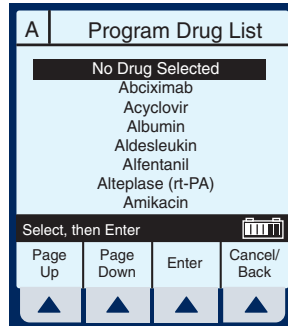 A Program Drug List
No Drug Selected
Abciximab
Acyclovir
Albumin
Aldesleukin
Alfentanil
Alteplase (rt-PA)
Amikacin
Select, then Enter
Page Up
Page Down
Enter
Cancel/ Back